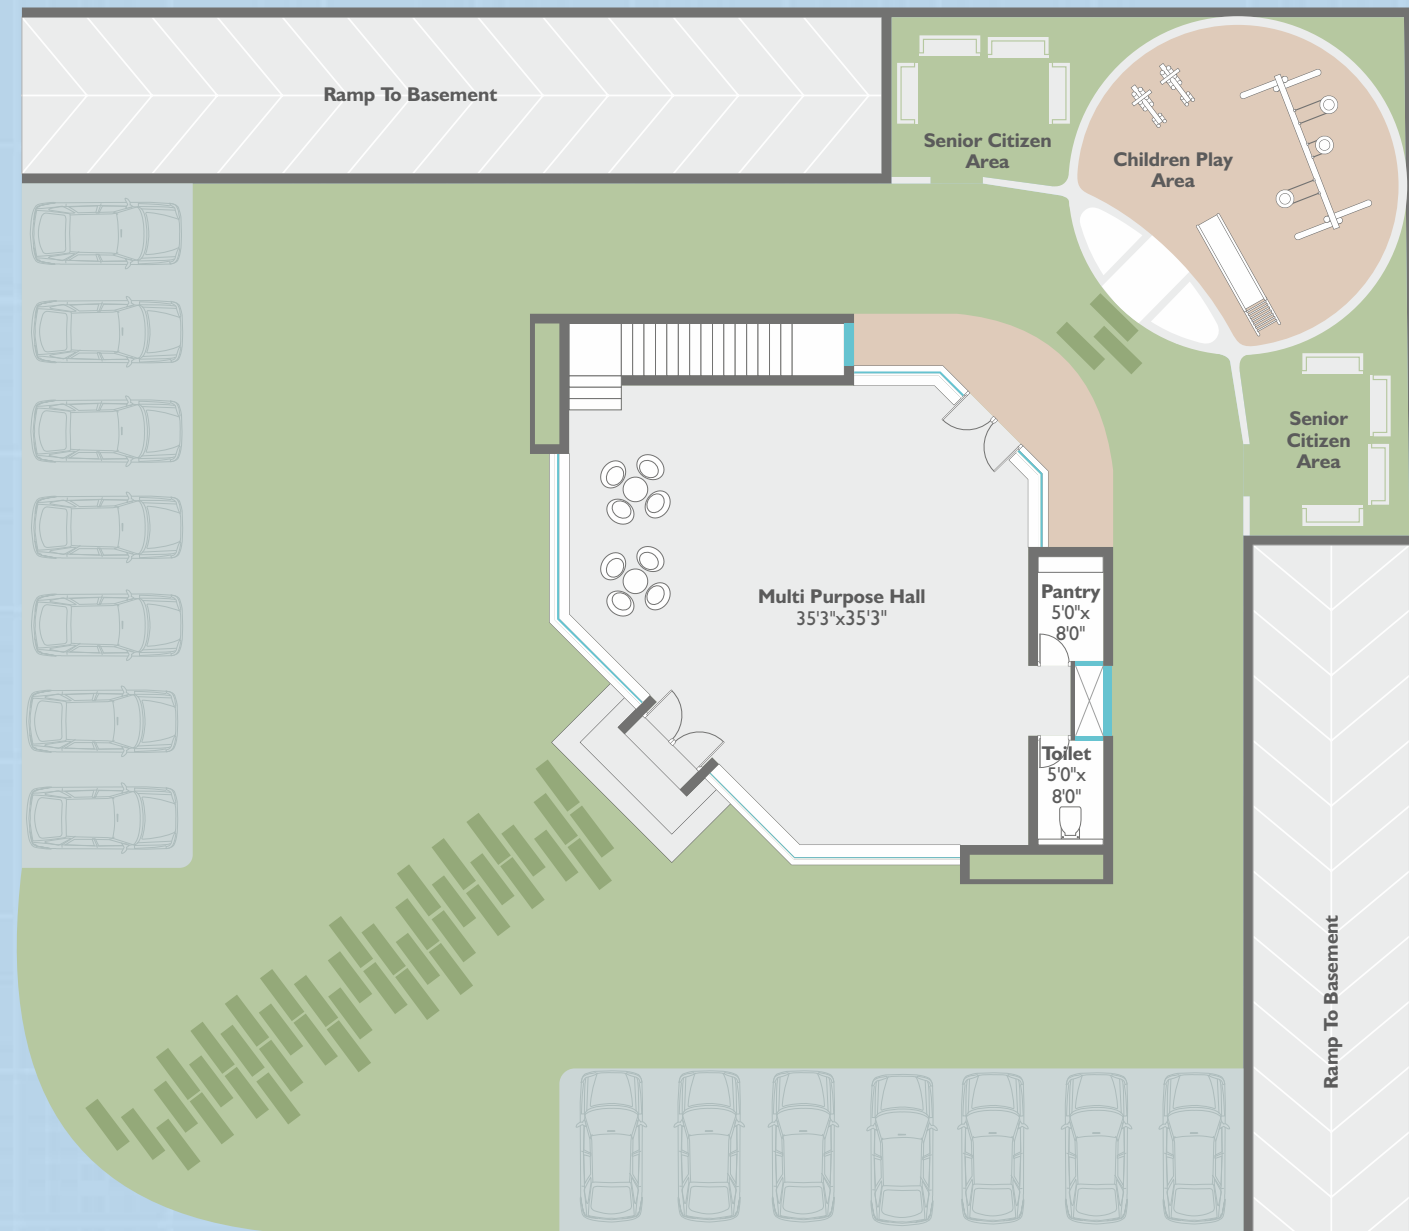 Ramp To Basement
Senior Citizen
Area
Children Play
Area
Senior
Citizen
Area
Multi Purpose Hall
35'3"x35'3"
Pantry
5'0"x
8'0"
Toilet
5'0"x
8'0"
Ramp To Basement